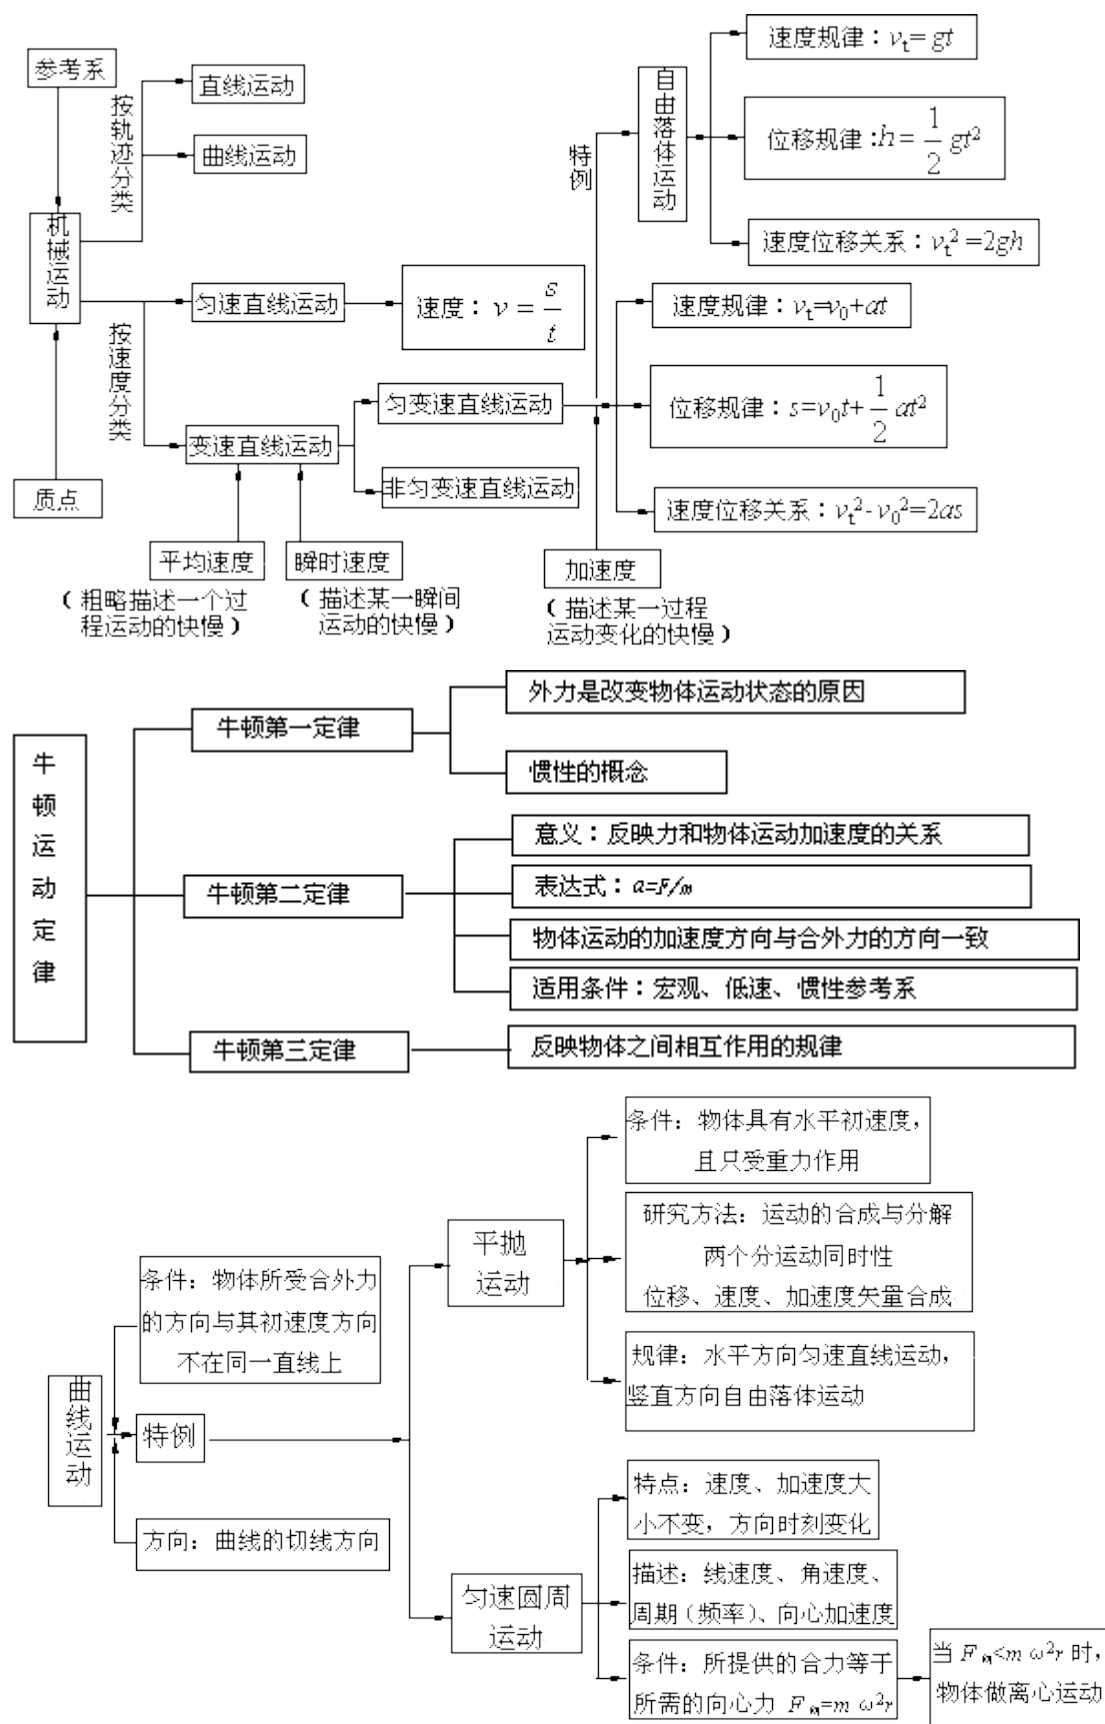 参考系
机械运动
质点
按轨迹分类
直线运动
曲线运动
按速度分类
匀速直线运动
速度：v = s/t
变速直线运动
平均速度
（粗略描述一个过
程运动的快慢）
瞬时速度
（描述某一瞬间
运动的快慢）
匀变速直线运动
非匀变速直线运动
加速度
（描述某一过程
运动变化的快慢）
特例
自由落体运动
速度规律：vₜ= gt
位移规律：h = 1/2 gt²
速度位移关系：vₜ² =2gh
速度规律：vₜ=v₀+at
位移规律：s=v₀t+ 1/2 at²
速度位移关系：vₜ²-v₀²=2as
牛顿运动定律
牛顿第一定律
外力是改变物体运动状态的原因
惯性的概念
牛顿第二定律
意义：反映力和物体运动加速度的关系
表达式：a=F/m
物体运动的加速度方向与合外力的方向一致
适用条件：宏观、低速、惯性参考系
牛顿第三定律
反映物体之间相互作用的规律
曲线运动
条件：物体所受合外力
的方向与其初速度方向
不在同一直线上
特例
方向：曲线的切线方向
平抛
运动
条件：物体具有水平初速度，
且只受重力作用
研究方法：运动的合成与分解
两个分运动同时性
位移、速度、加速度矢量合成
规律：水平方向匀速直线运动，
竖直方向自由落体运动
匀速圆周
运动
特点：速度、加速度大
小不变，方向时刻变化
描述：线速度、角速度、
周期（频率）、向心加速度
条件：所提供的合力等于
所需的向心力 F向=m ω²r
当 F向<m ω²r 时，
物体做离心运动